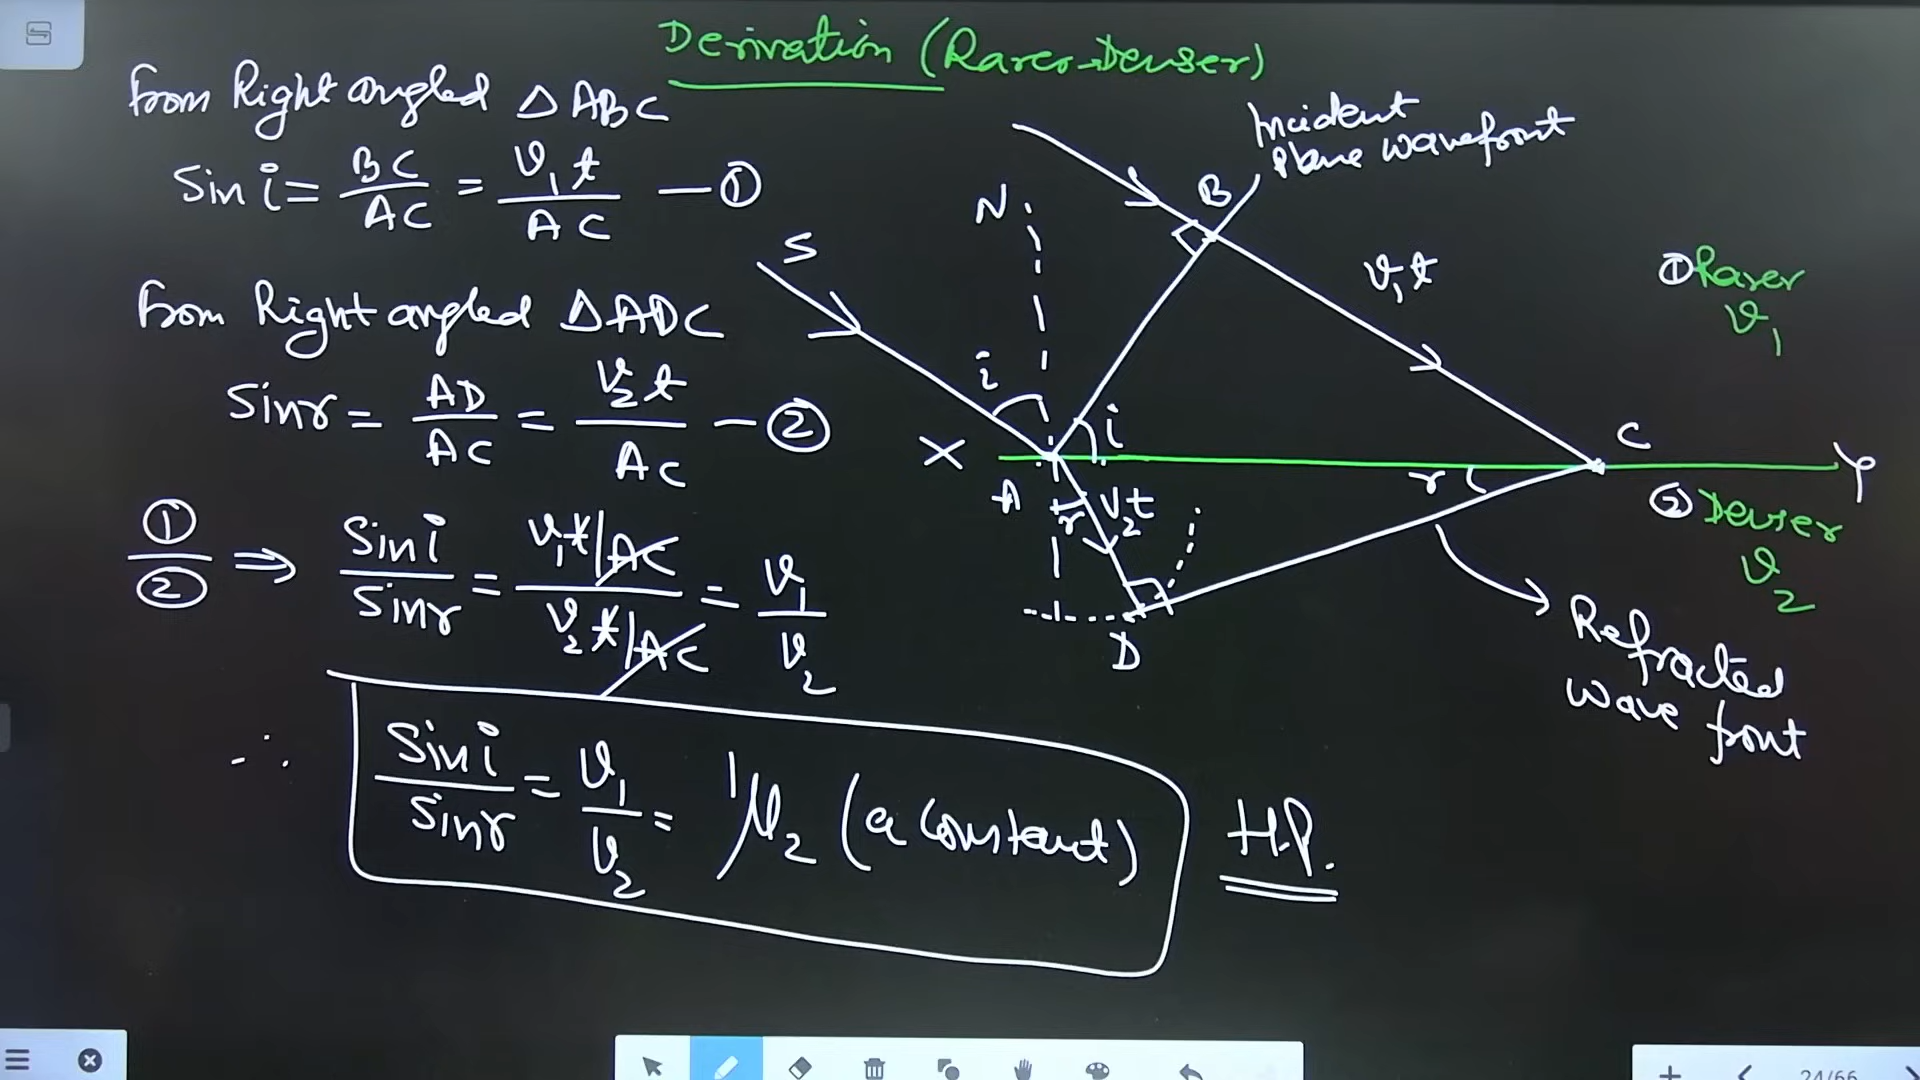 Derivation (Rarer→Denser)
From Right angled △ABC
Sin i = BC/AC = v₁t/AC — ①
From Right angled △ADC
Sin r = AD/AC = v₂t/AC — ②
①/② ⇒ Sin i/Sin r = v₁t/AC / v₂t/AC = v₁/v₂
∴ Sin i/Sin r = v₁/v₂ = ¹μ₂ (a constant) H.P.
Incident
Plane wavefront
N
B
S
v₁t
① Rarer
v₁
i
i
X
C
Y
A
r
v₂t
r
② Denser
v₂
D
Refracted
wave front
24/66